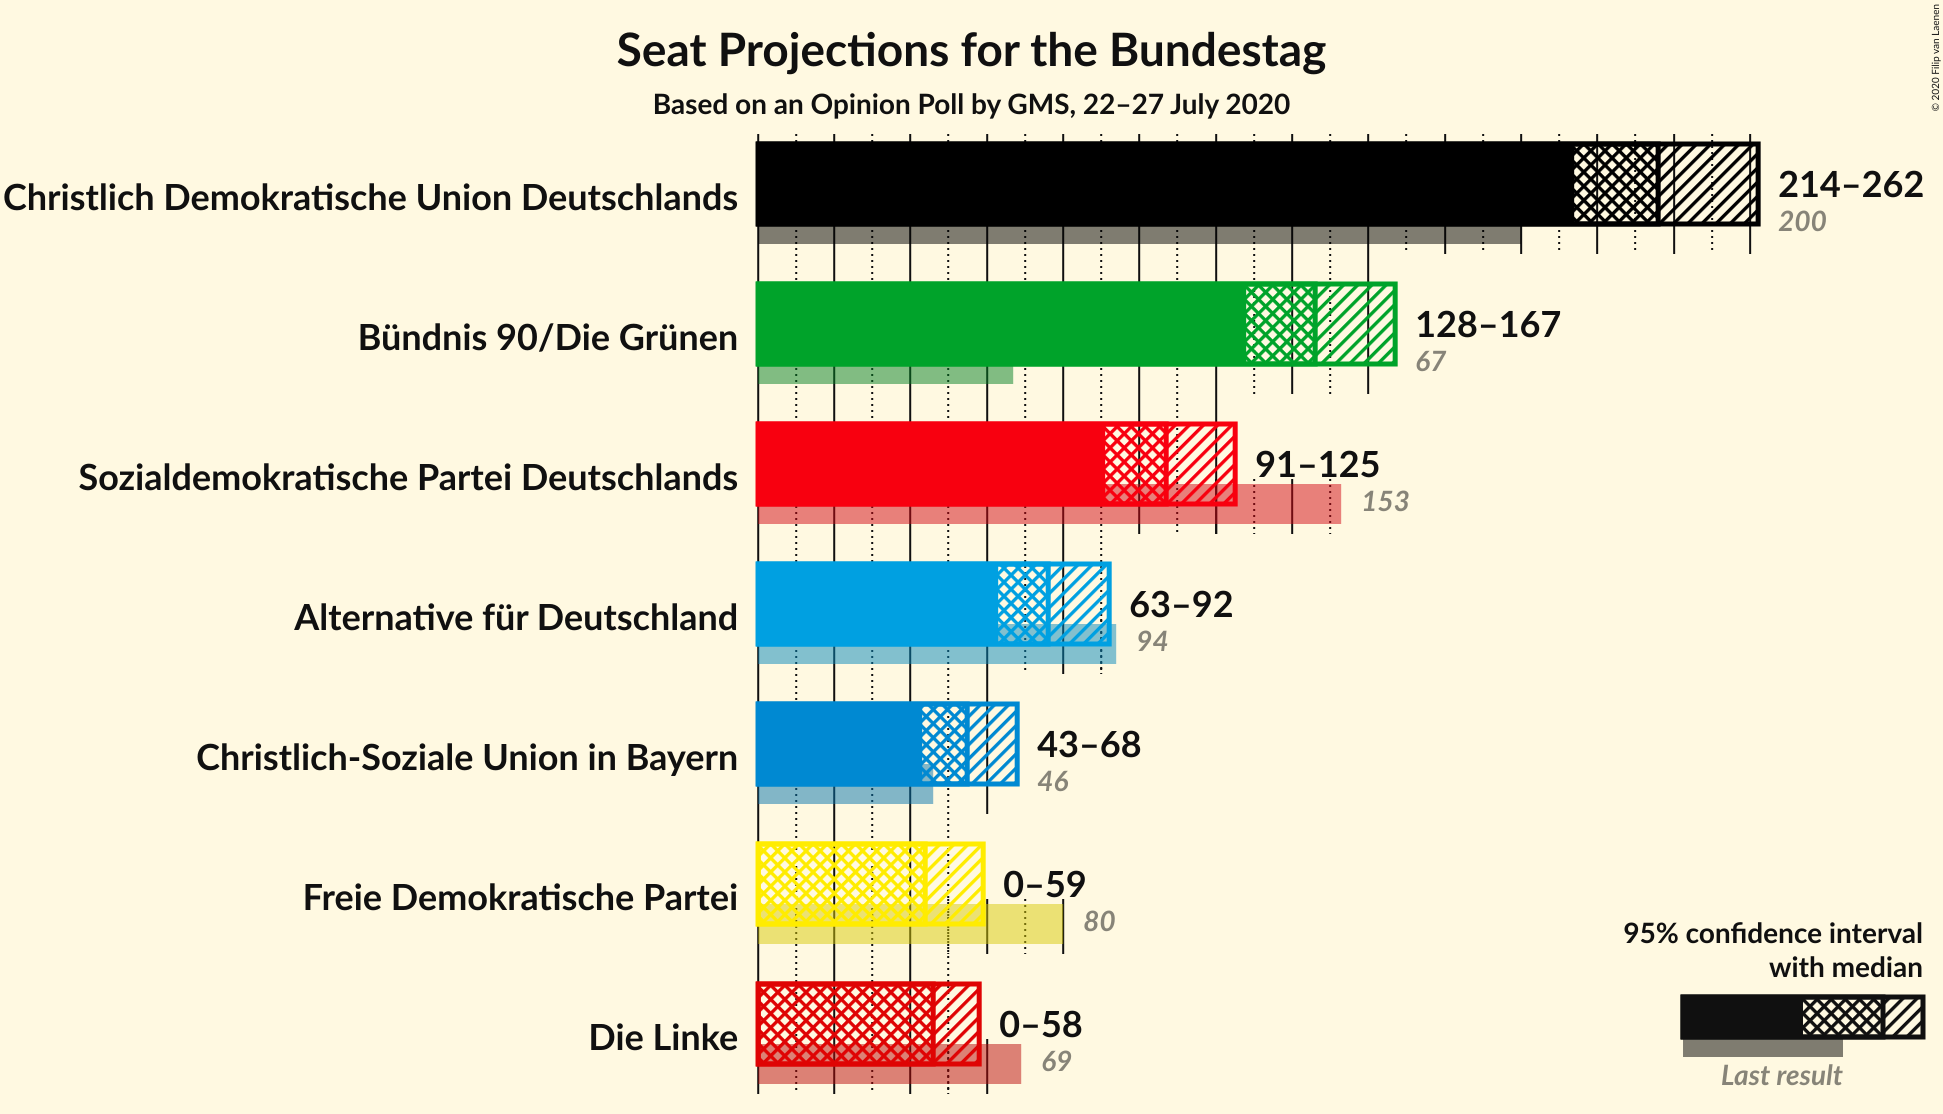 Seat Projections for the Bundestag
Based on an Opinion Poll by GMS, 22–27 July 2020
© 2020 Filip van Laenen
Christlich Demokratische Union Deutschlands
214–262
200
Bündnis 90/Die Grünen
128–167
67
Sozialdemokratische Partei Deutschlands
91–125
153
Alternative für Deutschland
63–92
94
Christlich-Soziale Union in Bayern
43–68
46
Freie Demokratische Partei
0–59
80
Die Linke
0–58
69
95% confidence interval
with median
Last result